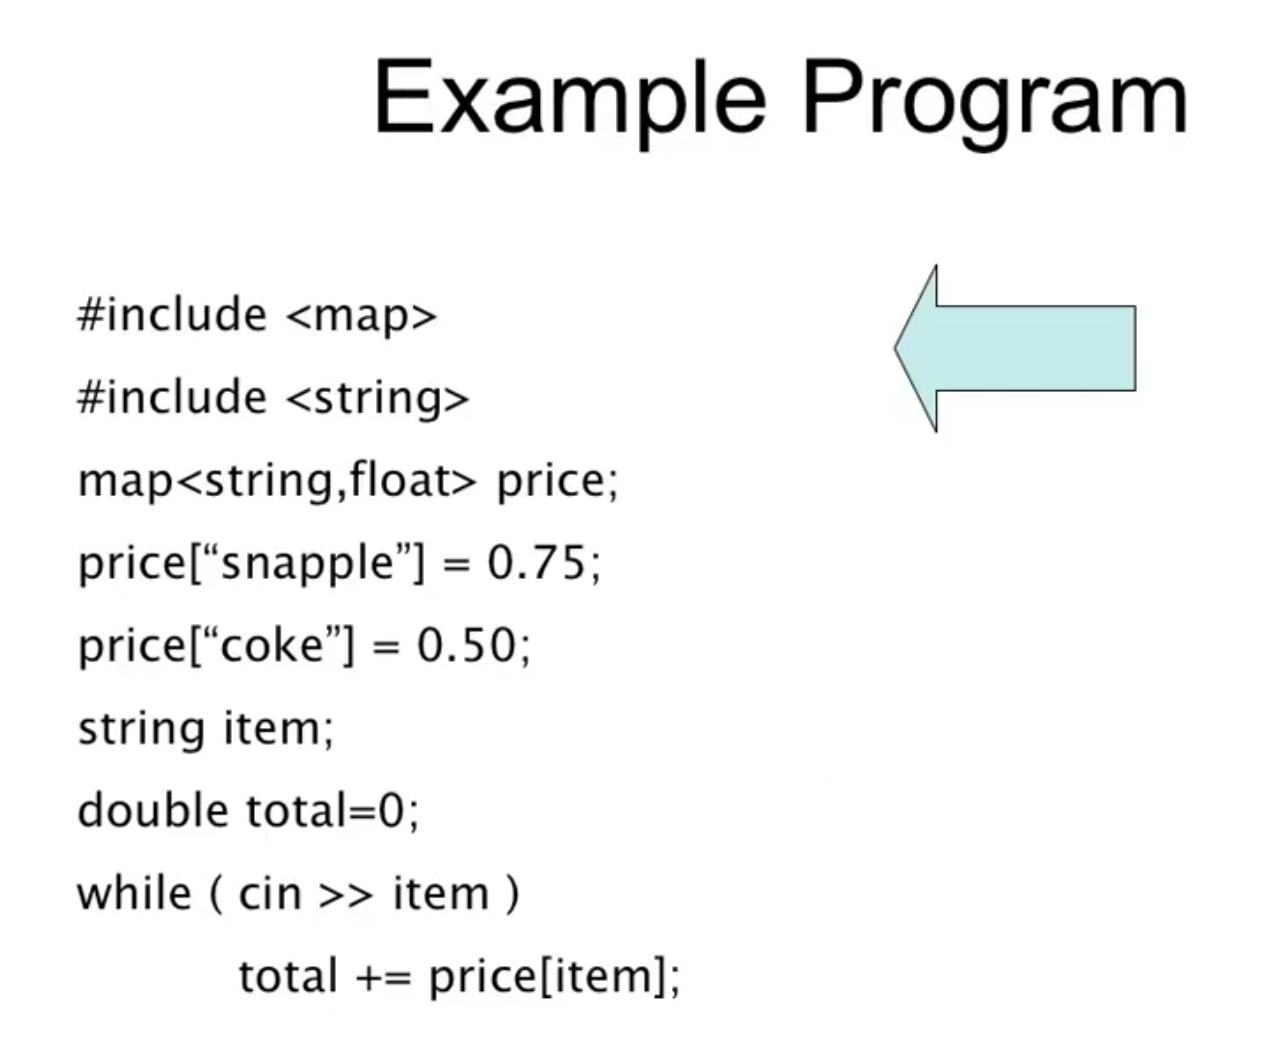 Example Program
#include <map>
#include <string>
map<string,float> price;
price[“snapple”] = 0.75;
price[“coke”] = 0.50;
string item;
double total=0;
while ( cin >> item )
total += price[item];